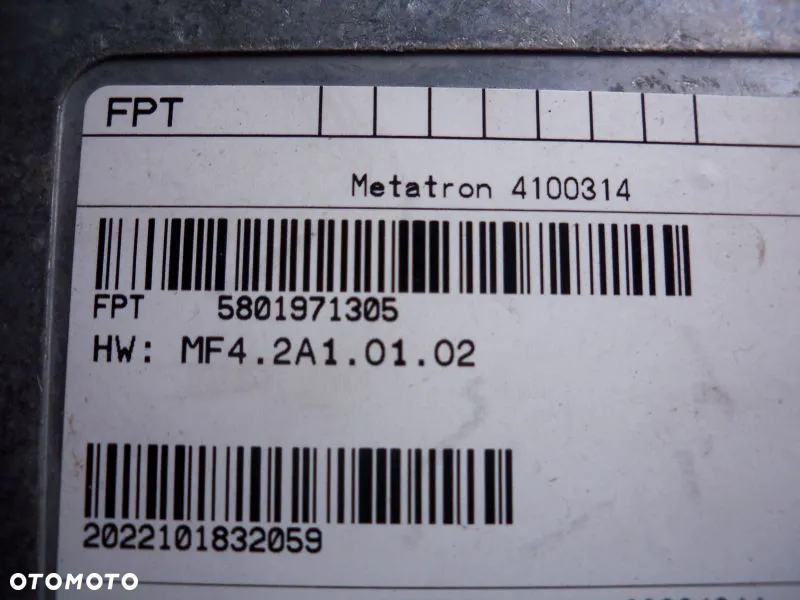 FPT
Metatron 4100314
FPT 5801971305
HW: MF4.2A1.01.02
2022101832059
OTOMOTO